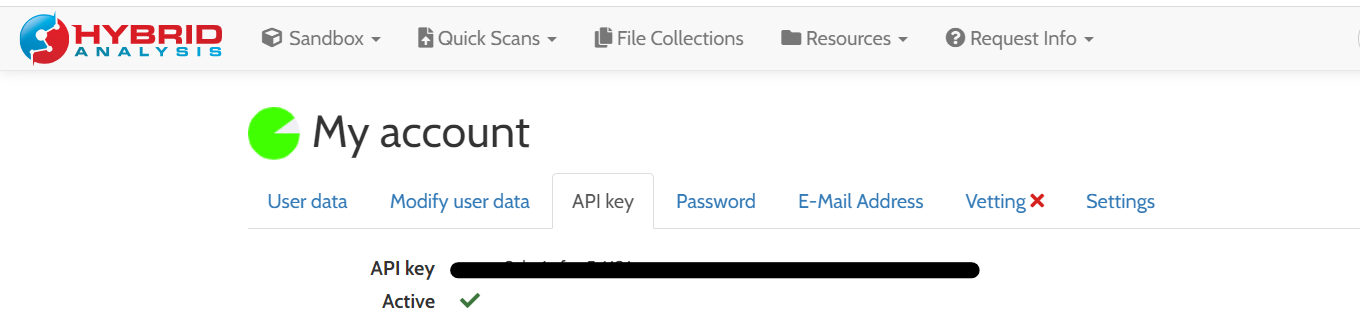 HYBRID
ANALYSIS
Sandbox Quick Scans File Collections Resources Request Info
My account
User data Modify user data API key Password E-Mail Address Vetting Settings
API key
Active